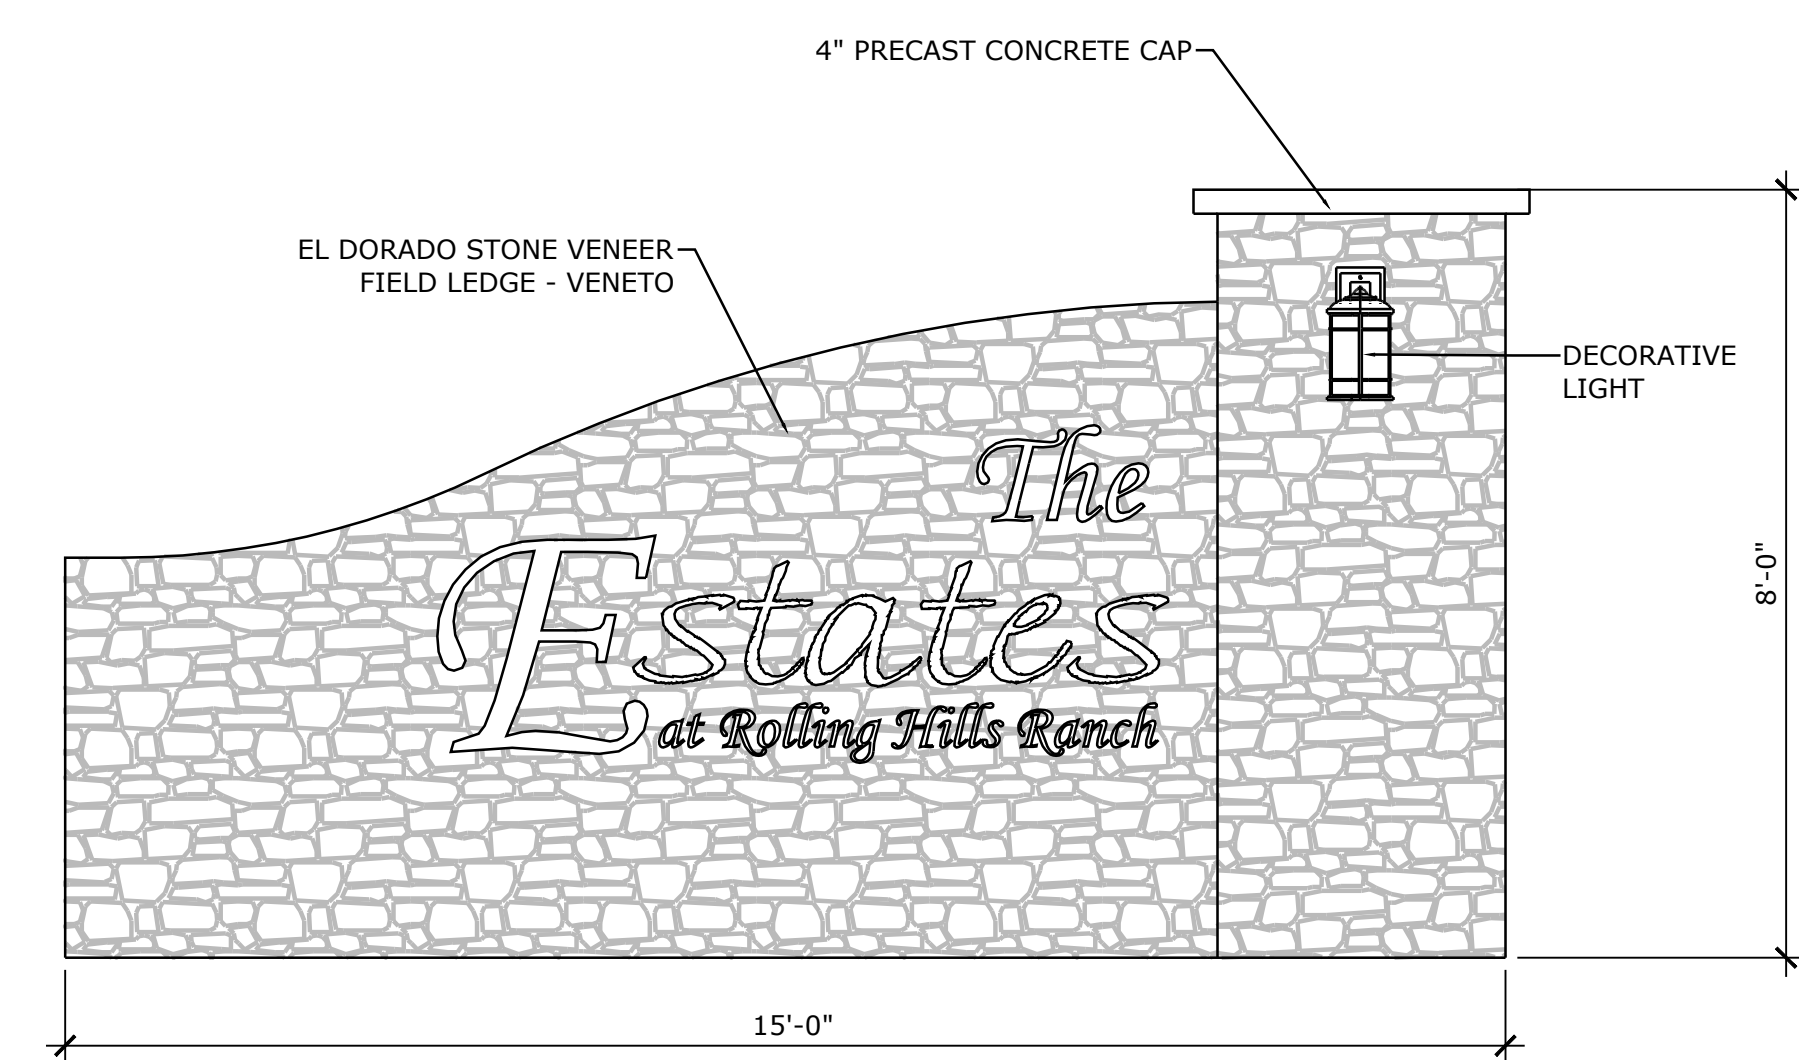 4" PRECAST CONCRETE CAP
EL DORADO STONE VENEER
FIELD LEDGE - VENETO
DECORATIVE
LIGHT
The
Estates
at Rolling Hills Ranch
8'-0"
15'-0"